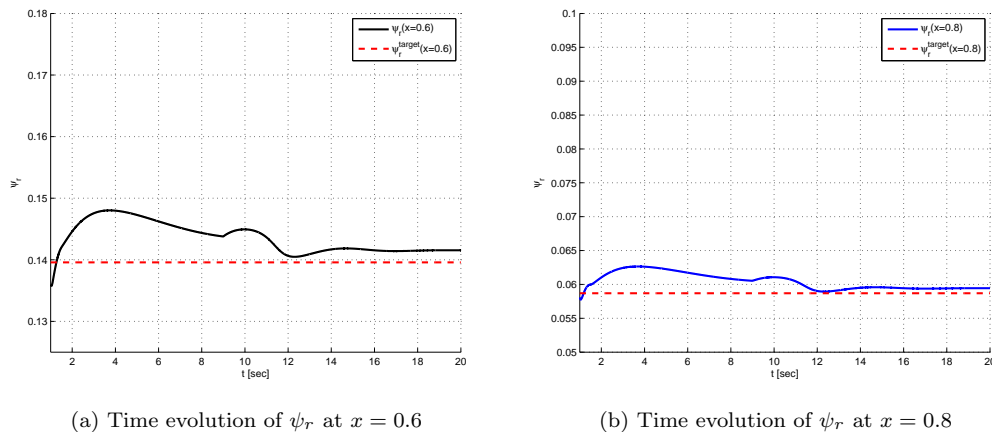 0.18
0.17
0.16
0.15
0.14
0.13
ψr
2 4 6 8 10 12 14 16 18 20
t [sec]
ψr(x=0.6)
ψr^target(x=0.6)
(a) Time evolution of ψr at x = 0.6
0.1
0.095
0.09
0.085
0.08
0.075
0.07
0.065
0.06
0.055
0.05
ψr
2 4 6 8 10 12 14 16 18 20
t [sec]
ψr(x=0.8)
ψr^target(x=0.8)
(b) Time evolution of ψr at x = 0.8